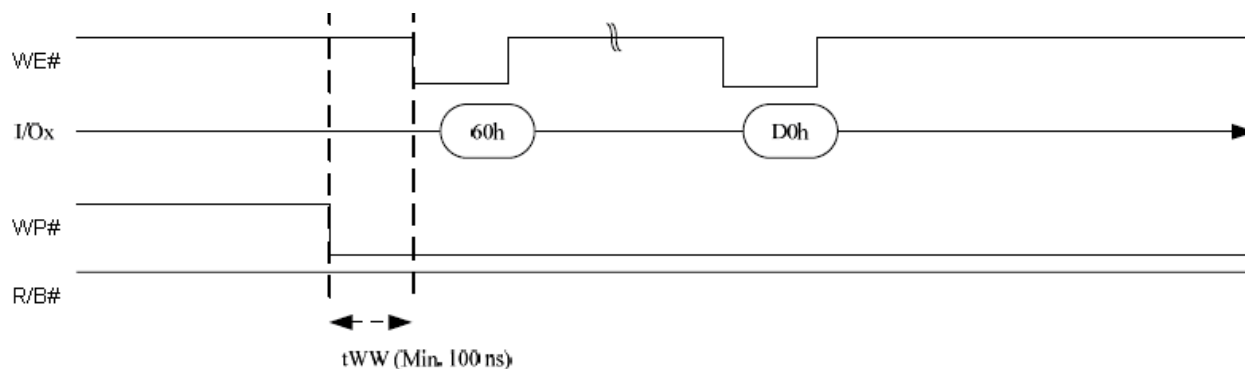 WE#
I/Ox
60h
D0h
WP#
R/B#
tWW (Min. 100 ns)